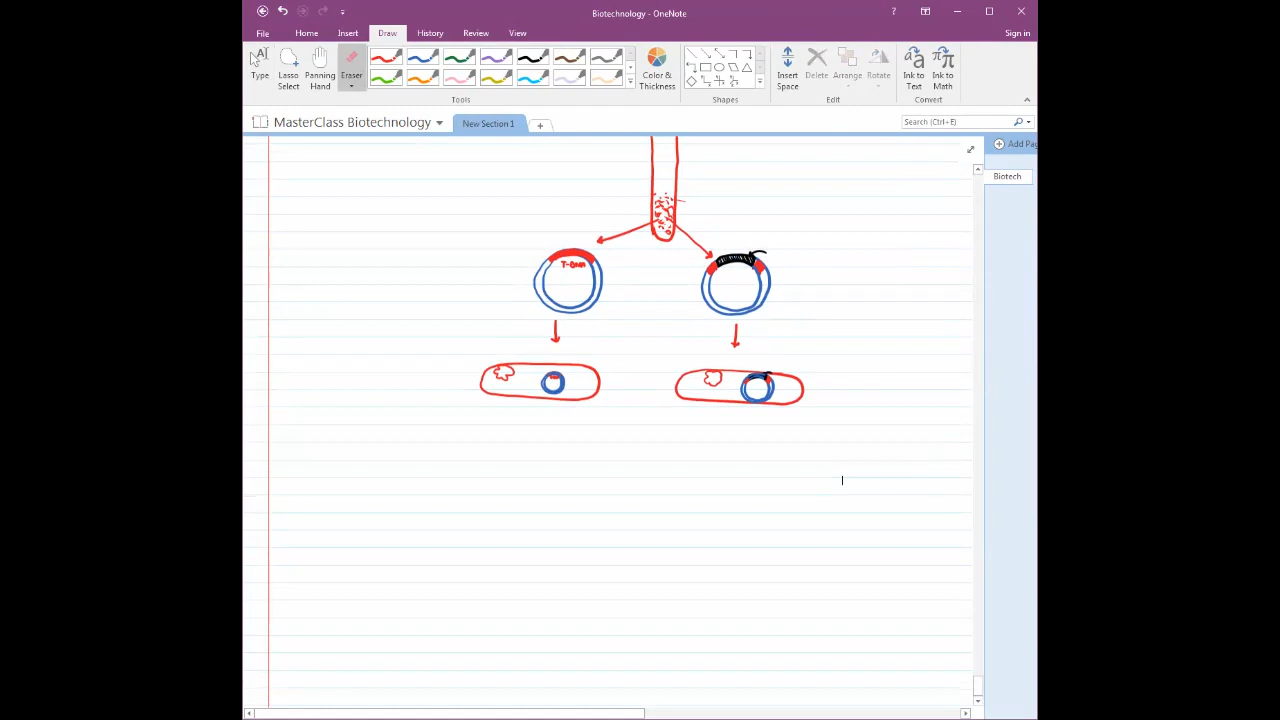 Biotechnology - OneNote
?
File Home Insert Draw History Review View Sign in
Type
Lasso Select
Panning Hand
Eraser
Color & Thickness
Insert Space
Delete
Arrange
Rotate
Ink to Text
Ink to Math
Tools Shapes Edit Convert
MasterClass Biotechnology New Section 1 + Search (Ctrl+E)
Add Pag
Biotech